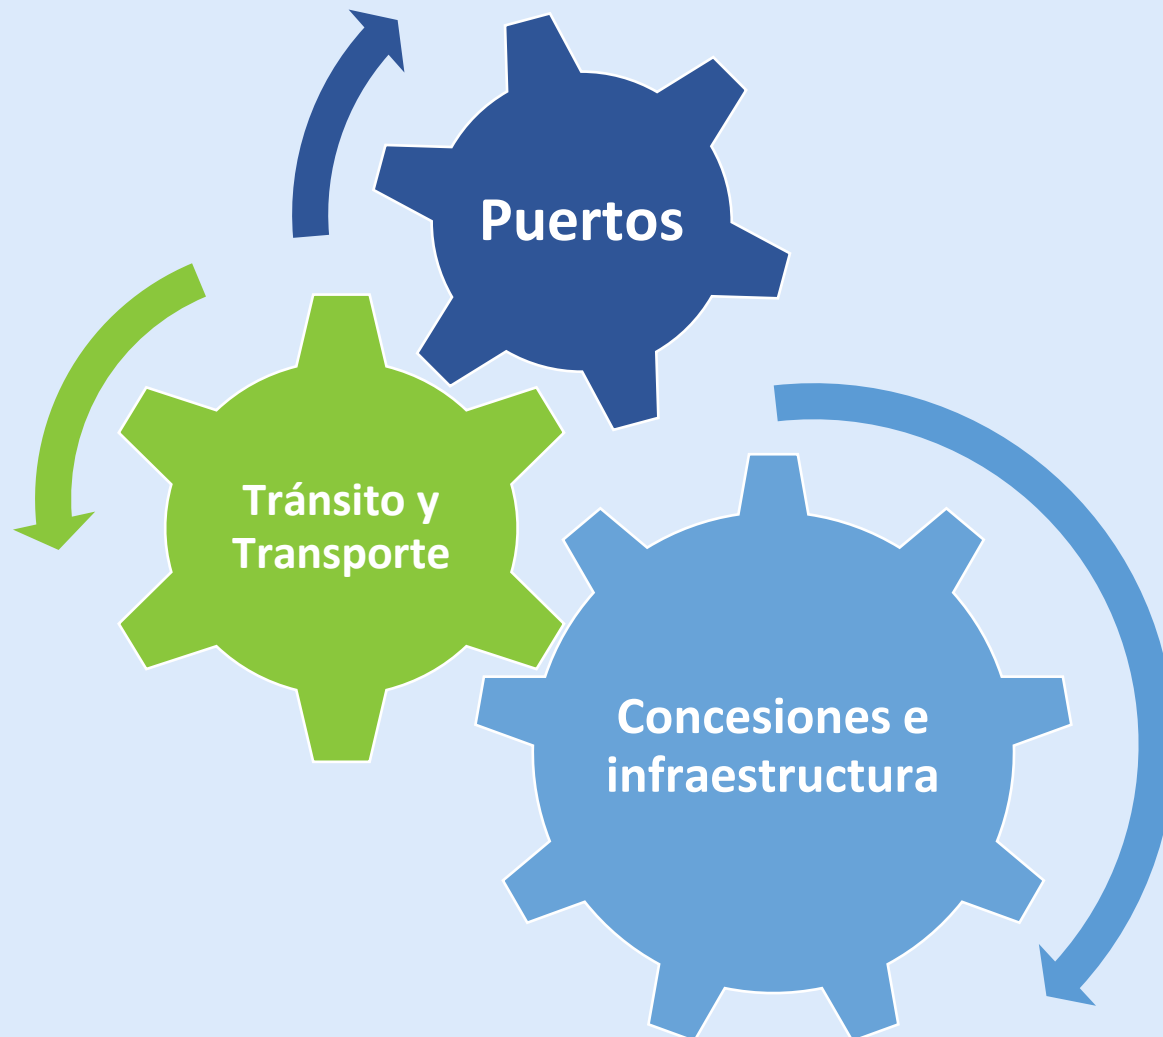 Puertos
Tránsito y
Transporte
Concesiones e
infraestructura